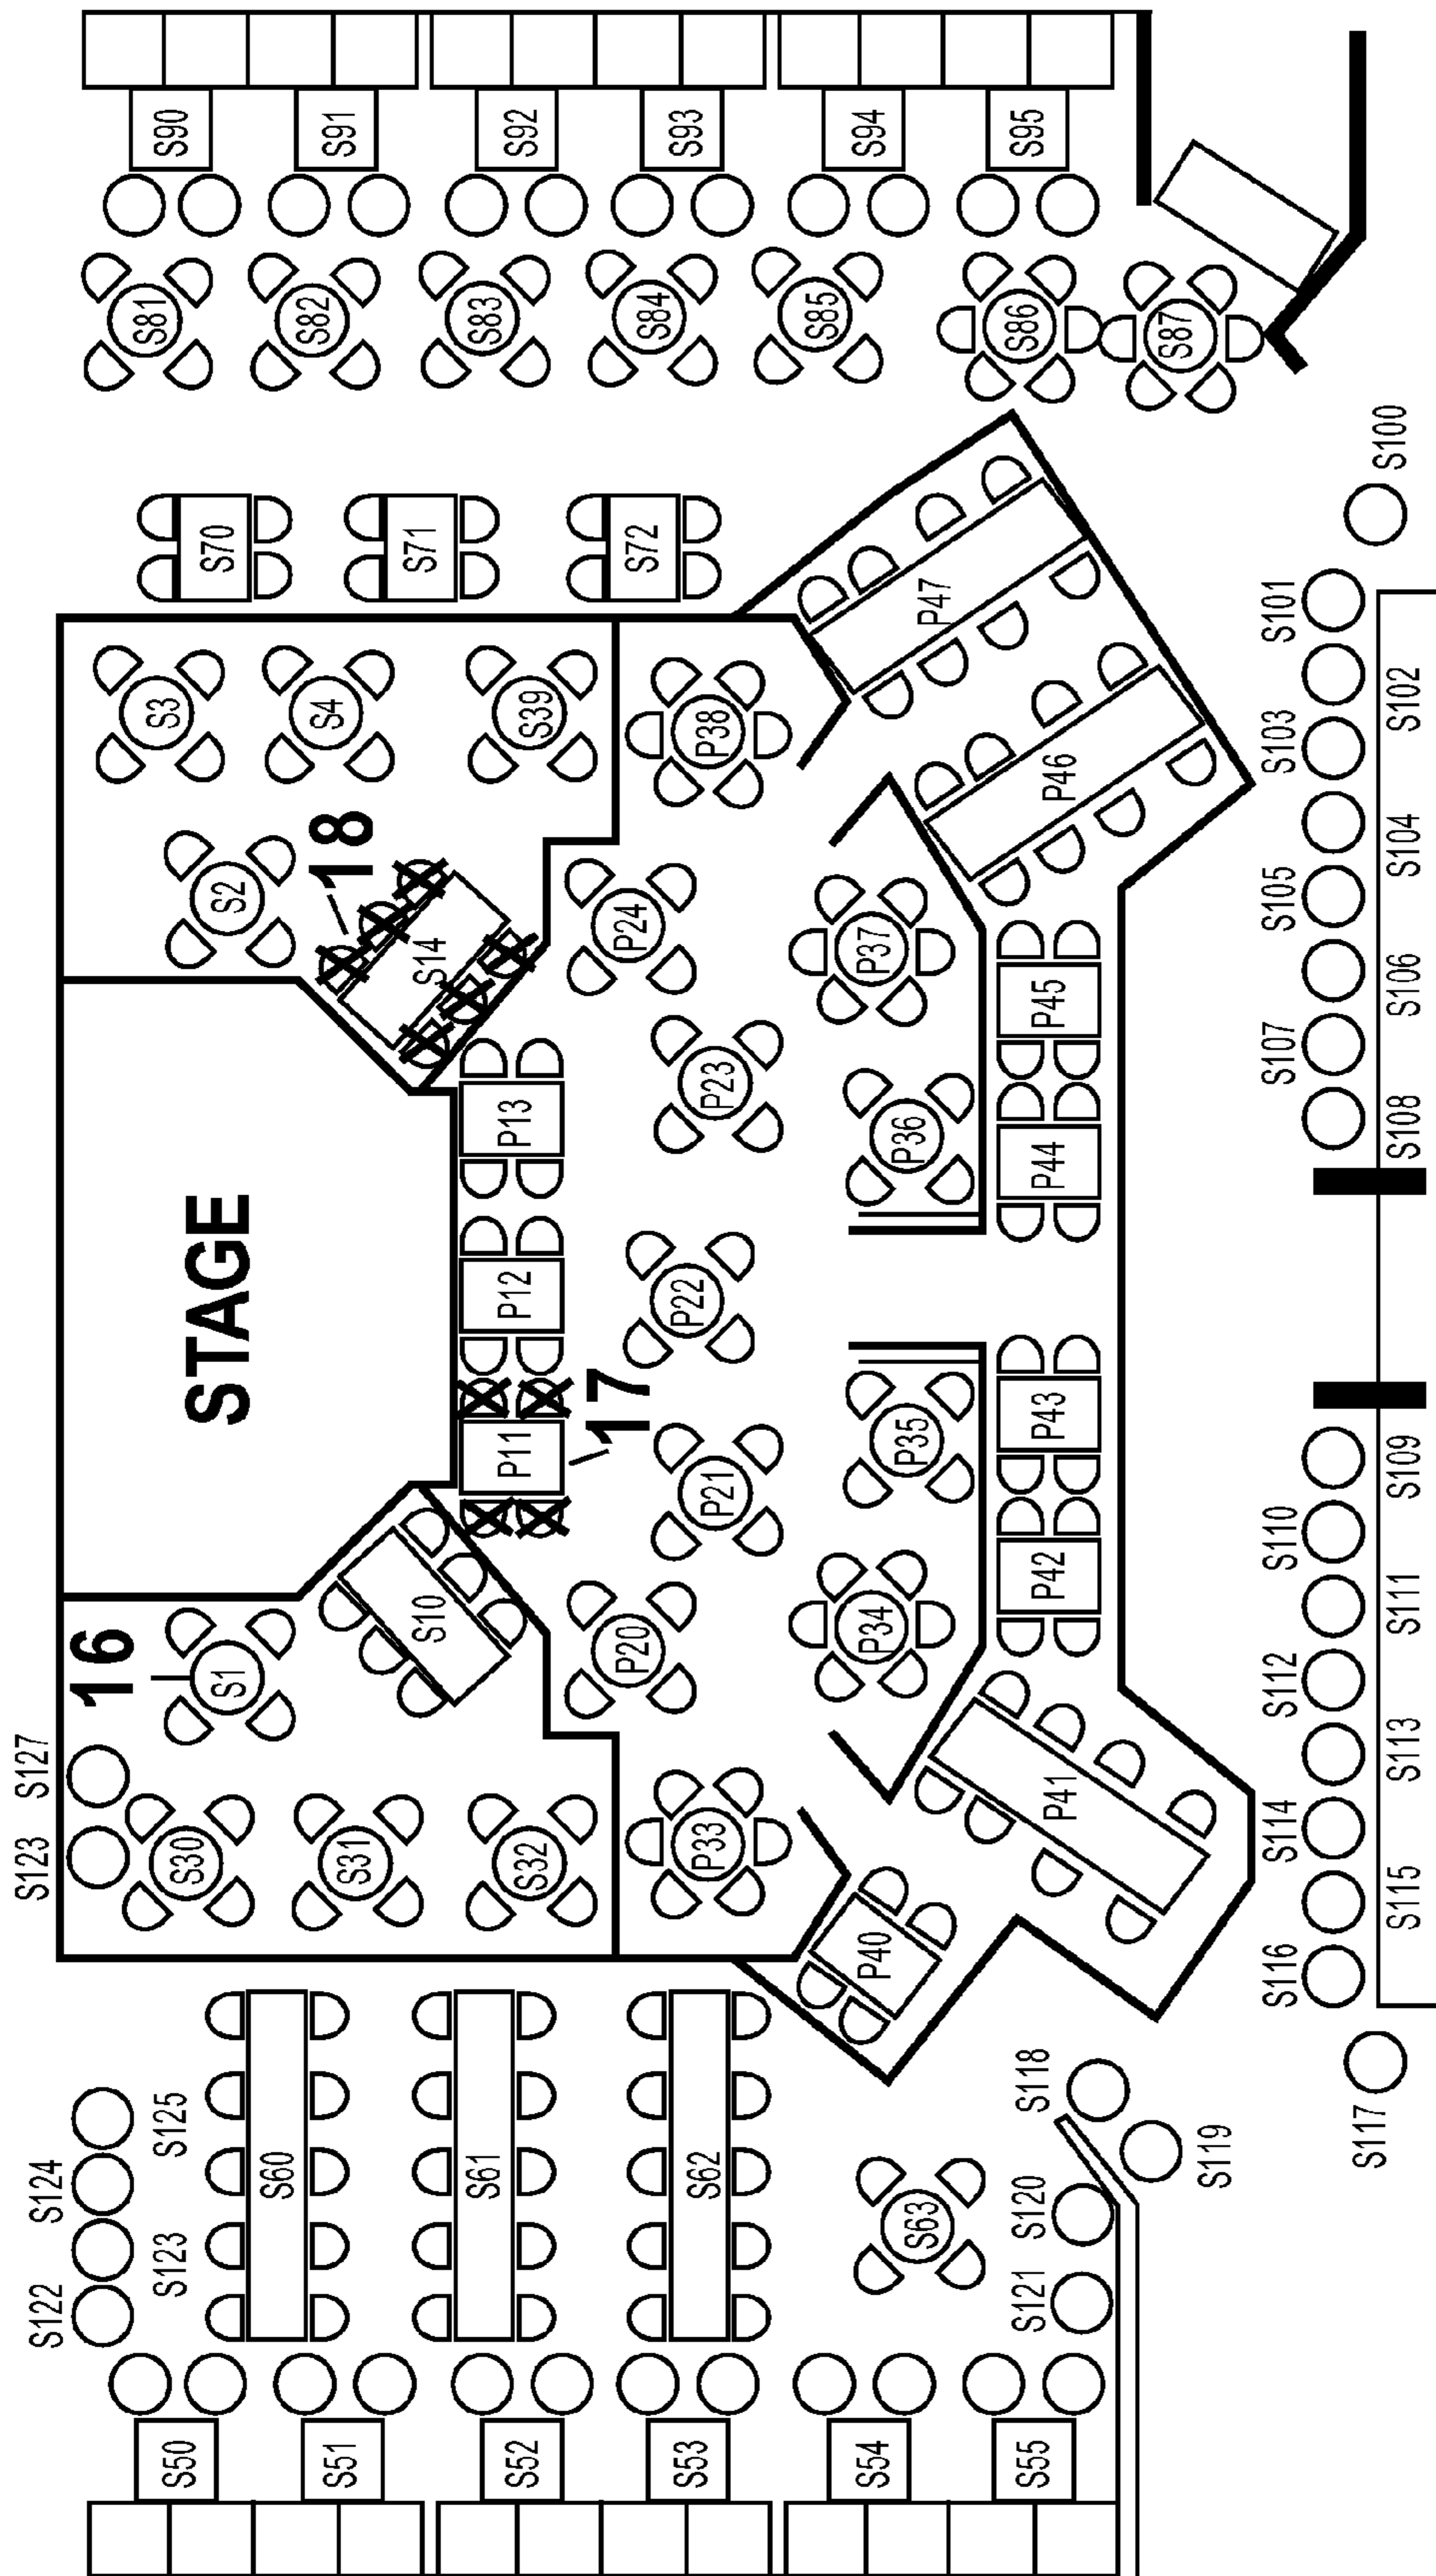 S122
S124
S123
S127
16
S50
S123
S125
S30
S3
S81
S90
S1
STAGE
S2
S70
S60
S51
S31
18
S4
S82
S91
S10
S14
S71
S52
S61
S32
P11
P12
P13
S39
S83
S92
17
P20
P24
S72
S53
S62
P33
P21
P22
P23
P38
S84
S93
S54
P40
P34
P35
P36
P37
S85
S94
S63
P47
S55
S121
S120
S118
P41
P42
P43
P44
P45
P46
S86
S95
S119
S87
S116
S114
S112
S110
S107
S105
S103
S101
S117
S115
S113
S111
S109
S108
S106
S104
S102
S100